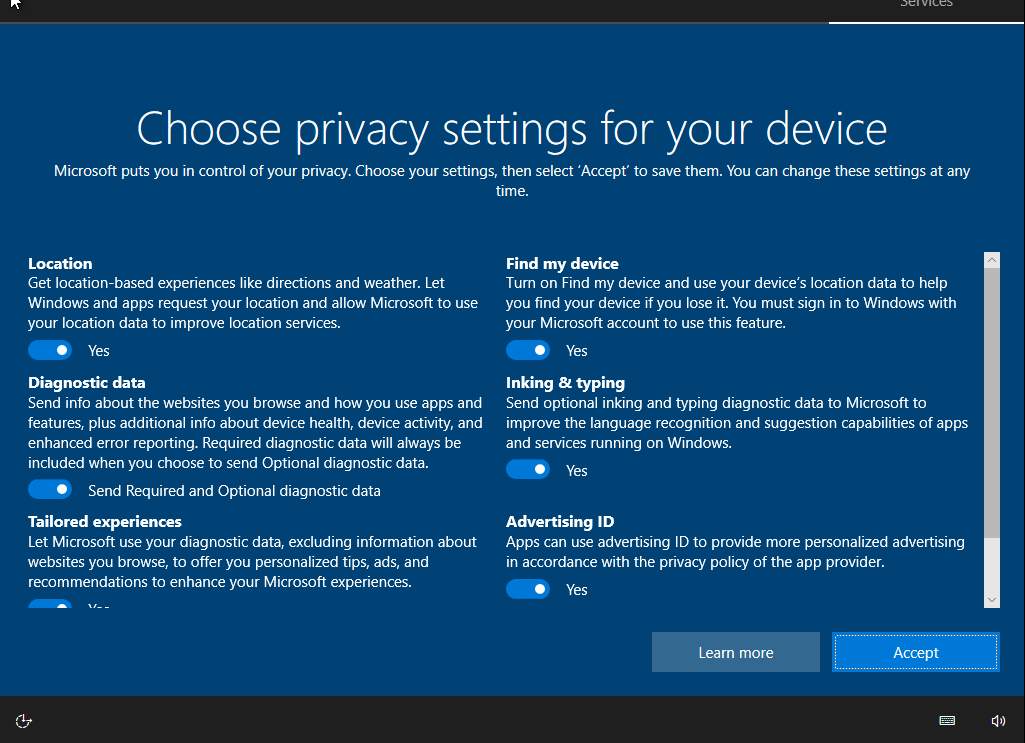 Services
Choose privacy settings for your device
Microsoft puts you in control of your privacy. Choose your settings, then select ‘Accept’ to save them. You can change these settings at any
time.
Location
Get location-based experiences like directions and weather. Let
Windows and apps request your location and allow Microsoft to use
your location data to improve location services.
Yes
Find my device
Turn on Find my device and use your device’s location data to help
you find your device if you lose it. You must sign in to Windows with
your Microsoft account to use this feature.
Yes
Diagnostic data
Send info about the websites you browse and how you use apps and
features, plus additional info about device health, device activity, and
enhanced error reporting. Required diagnostic data will always be
included when you choose to send Optional diagnostic data.
Send Required and Optional diagnostic data
Inking & typing
Send optional inking and typing diagnostic data to Microsoft to
improve the language recognition and suggestion capabilities of apps
and services running on Windows.
Yes
Tailored experiences
Let Microsoft use your diagnostic data, excluding information about
websites you browse, to offer you personalized tips, ads, and
recommendations to enhance your Microsoft experiences.
Yes
Advertising ID
Apps can use advertising ID to provide more personalized advertising
in accordance with the privacy policy of the app provider.
Yes
Learn more
Accept